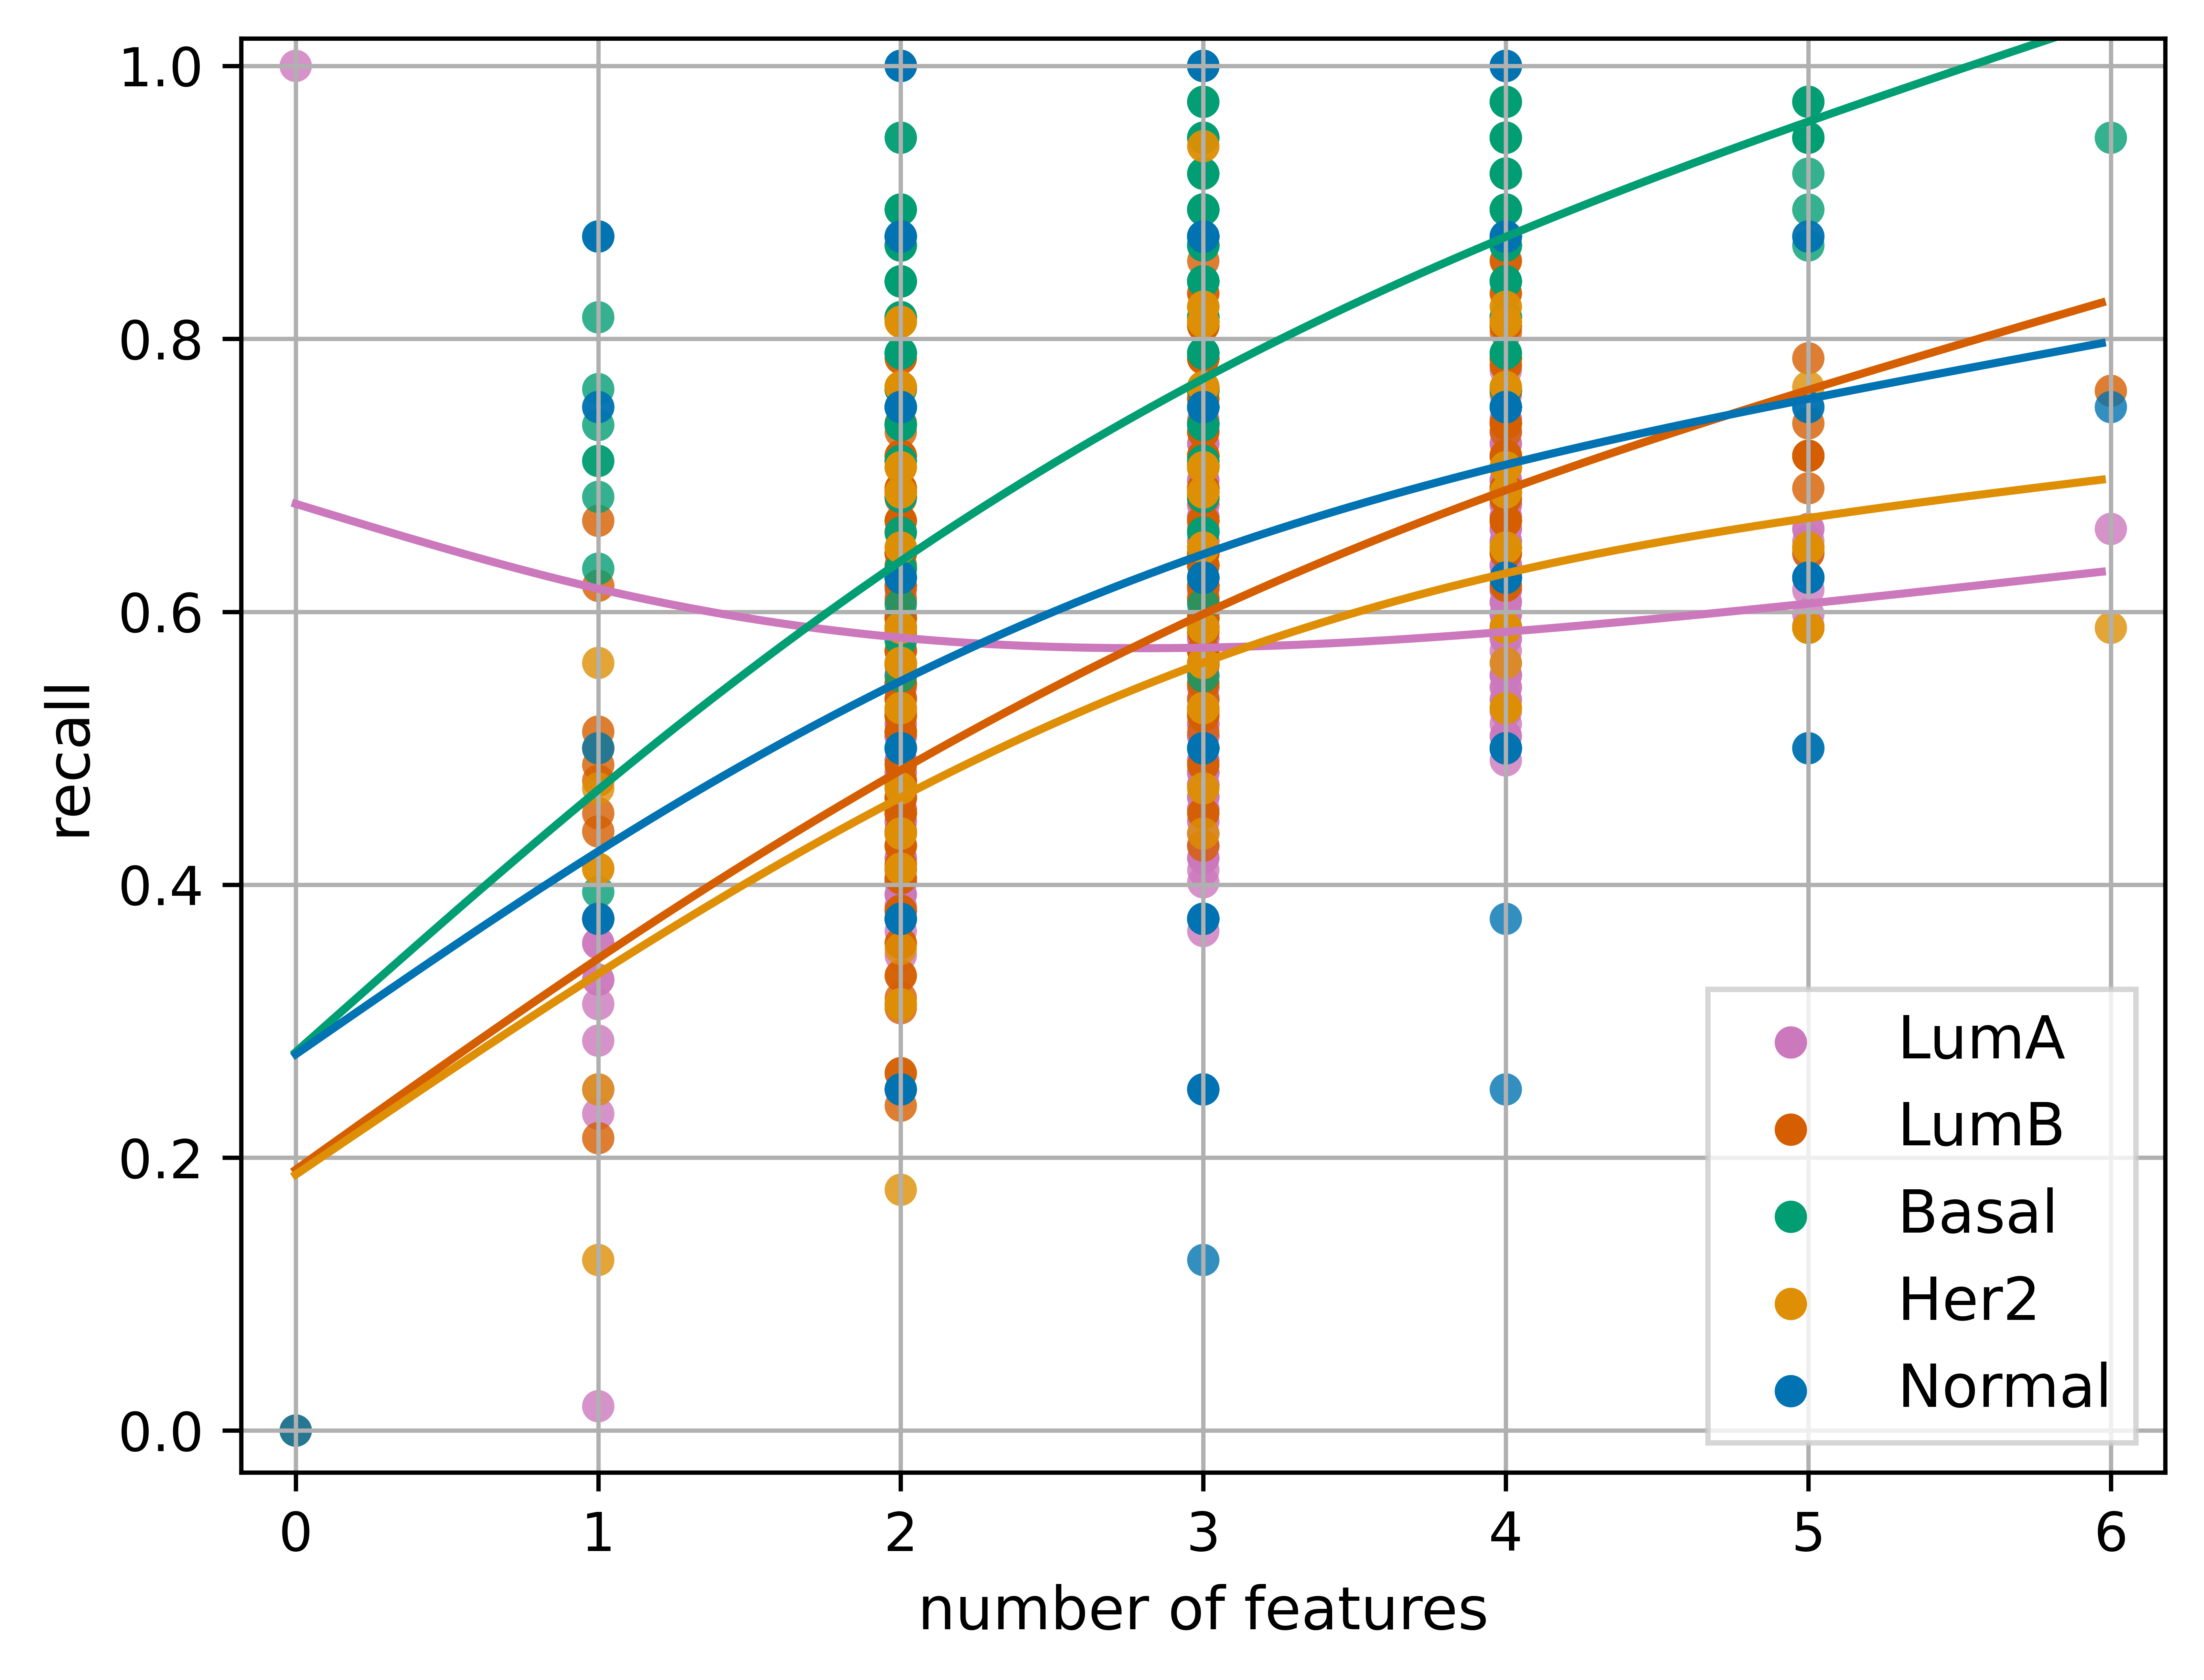 1.0
0.8
0.6
0.4
0.2
0.0
recall
LumA
LumB
Basal
Her2
Normal
0 1 2 3 4 5 6
number of features